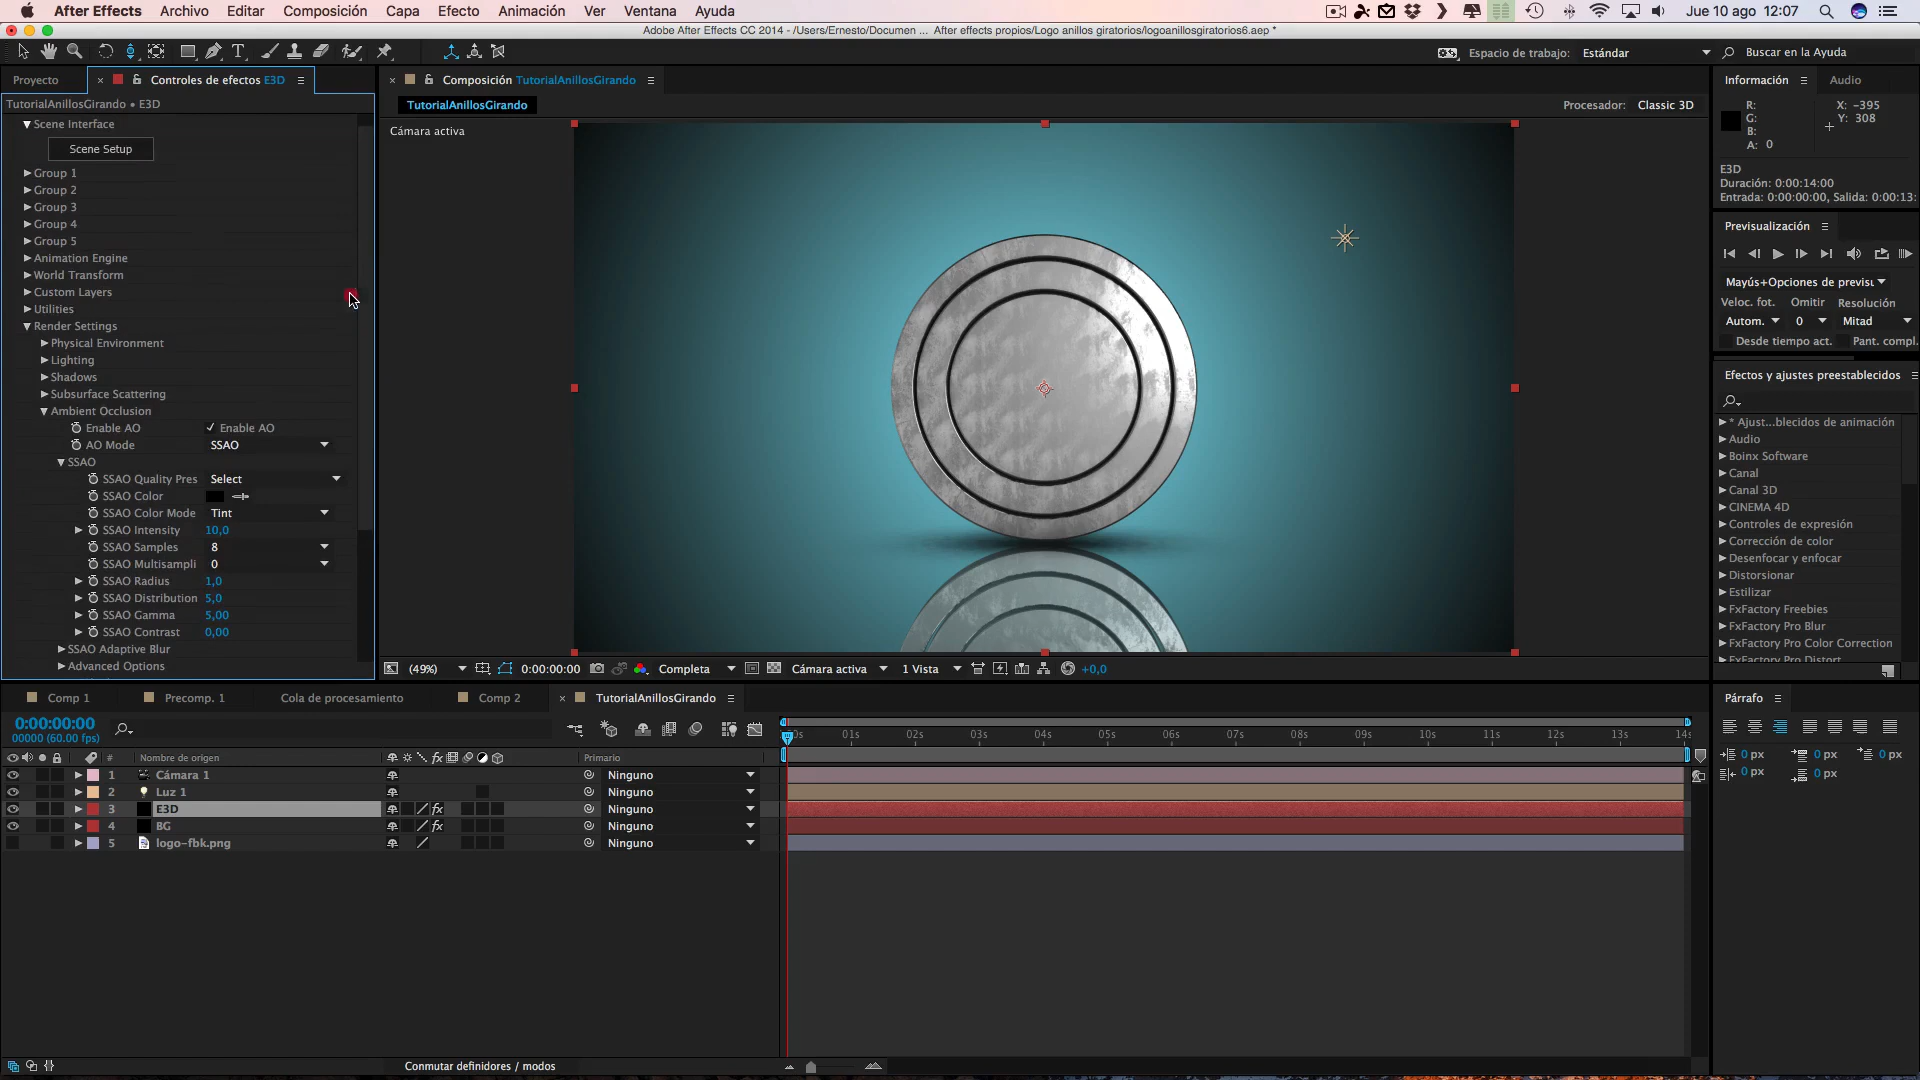 After Effects Archivo Editar Composición Capa Efecto Animación Ver Ventana Ayuda Jue 10 ago 12:07
Adobe After Effects CC 2014 - /Users/Ernesto/Documen ... After effects propios/Logo anillos giratorios/logoanillosgiratorios6.aep *
Espacio de trabajo: Estándar Buscar en la Ayuda
Proyecto Controles de efectos E3D Composición TutorialAnillosGirando Información Audio
TutorialAnillosGirando • E3D
TutorialAnillosGirando
Procesador: Classic 3D
Cámara activa
R:
G:
B:
A: 0
X: -395
Y: 308
E3D
Duración: 0:00:14:00
Entrada: 0:00:00:00, Salida: 0:00:13:
Scene Interface
Scene Setup
Group 1
Group 2
Group 3
Group 4
Group 5
Animation Engine
World Transform
Custom Layers
Utilities
Render Settings
Physical Environment
Lighting
Shadows
Subsurface Scattering
Ambient Occlusion
Enable AO Enable AO
AO Mode SSAO
SSAO
SSAO Quality Pres Select
SSAO Color
SSAO Color Mode Tint
SSAO Intensity 10,0
SSAO Samples 8
SSAO Multisampli 0
SSAO Radius 1,0
SSAO Distribution 5,0
SSAO Gamma 5,00
SSAO Contrast 0,00
SSAO Adaptive Blur
Advanced Options
Previsualización
Mayús+Opciones de previsu
Veloc. fot. Omitir Resolución
Autom. 0 Mitad
Desde tiempo act. Pant. compl.
Efectos y ajustes preestablecidos
* Ajust...blecidos de animación
Audio
Boinx Software
Canal
Canal 3D
CINEMA 4D
Controles de expresión
Corrección de color
Desenfocar y enfocar
Distorsionar
Estilizar
FxFactory Freebies
FxFactory Pro Blur
FxFactory Pro Color Correction
FxFactory Pro Distort
(49%) 0:00:00:00 Completa Cámara activa 1 Vista +0,0
Comp 1 Precomp. 1 Cola de procesamiento Comp 2 TutorialAnillosGirando
0:00:00:00
00000 (60.00 fps)
0s 01s 02s 03s 04s 05s 06s 07s 08s 09s 10s 11s 12s 13s 14s
# Nombre de origen Primario
1 Cámara 1 Ninguno
2 Luz 1 Ninguno
3 E3D Ninguno
4 BG Ninguno
5 logo-fbk.png Ninguno
Conmutar definidores / modos
Párrafo
0 px 0 px 0 px
0 px 0 px